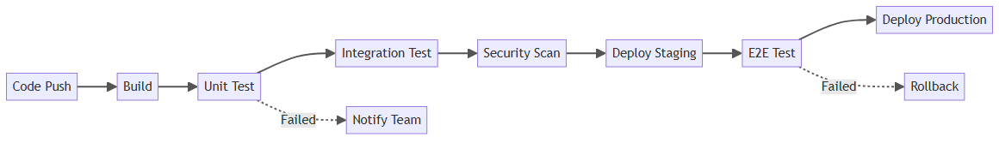 Code Push
Build
Unit Test
Integration Test
Security Scan
Deploy Staging
E2E Test
Deploy Production
Failed
Notify Team
Failed
Rollback